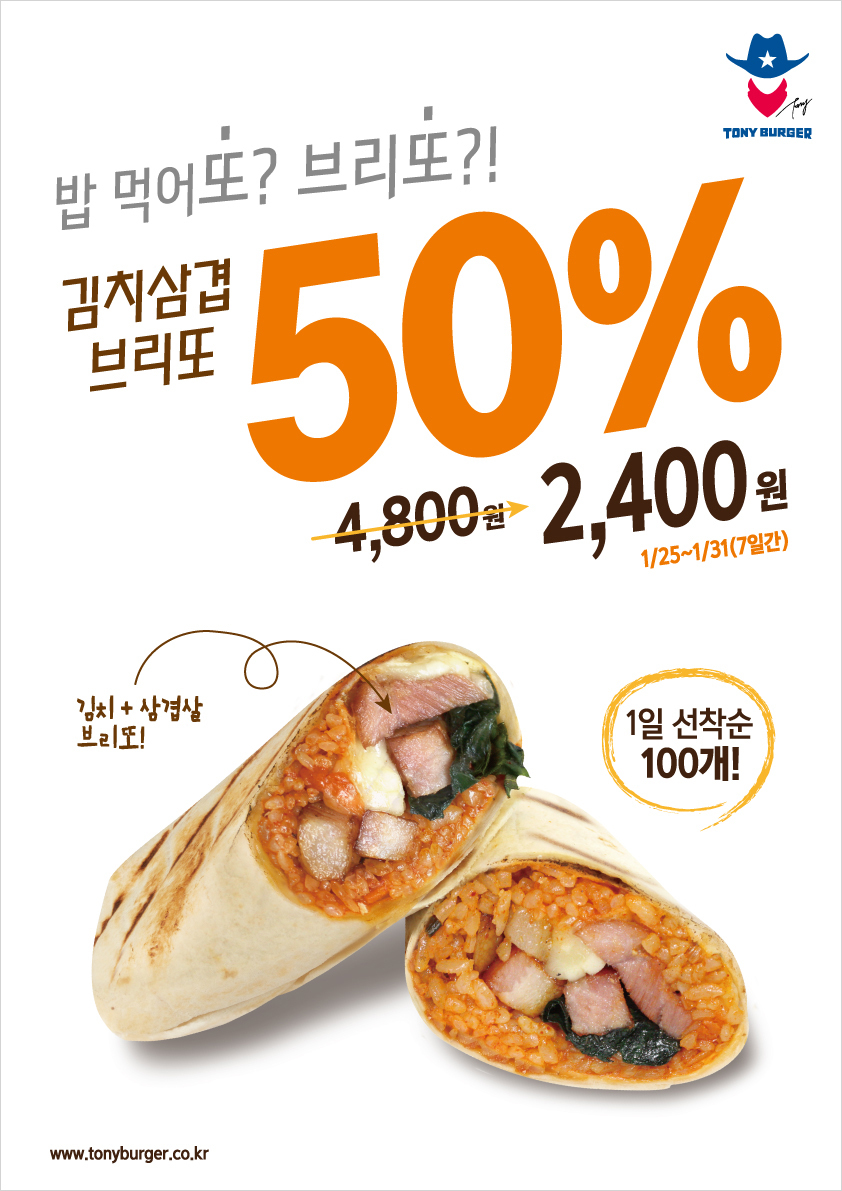 Tony
TONY BURGER
밥 먹어또? 브리또?!
김치삼겹
브리또
50%
4,800원 → 2,400원
1/25~1/31(7일간)
김치 + 삼겹살
브리또!
1일 선착순
100개!
www.tonyburger.co.kr